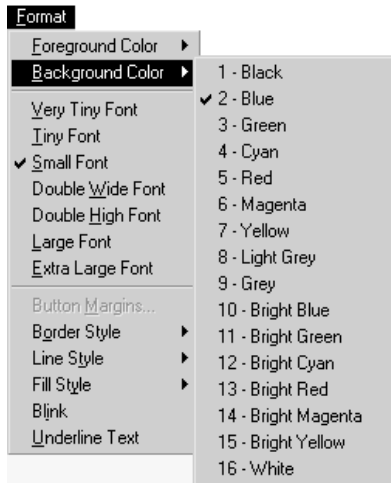 Format
Foreground Color
Background Color
Very Tiny Font
Tiny Font
Small Font
Double Wide Font
Double High Font
Large Font
Extra Large Font
Button Margins...
Border Style
Line Style
Fill Style
Blink
Underline Text
1 - Black
2 - Blue
3 - Green
4 - Cyan
5 - Red
6 - Magenta
7 - Yellow
8 - Light Grey
9 - Grey
10 - Bright Blue
11 - Bright Green
12 - Bright Cyan
13 - Bright Red
14 - Bright Magenta
15 - Bright Yellow
16 - White